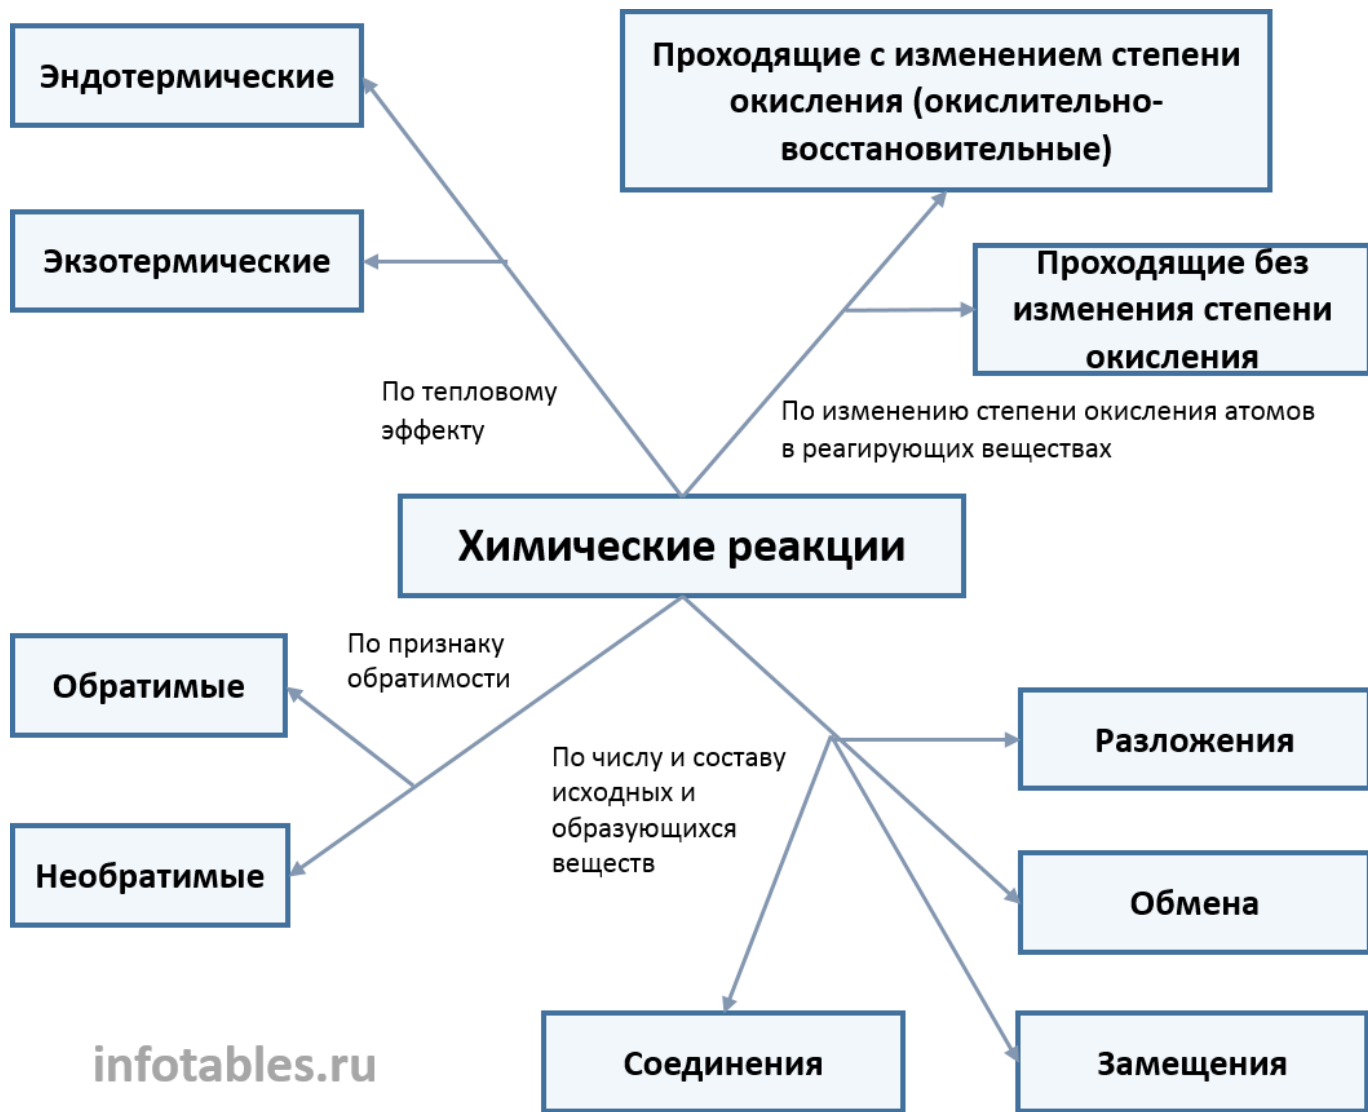 Эндотермические
Проходящие с изменением степени
окисления (окислительно-
восстановительные)
Экзотермические
Проходящие без
изменения степени
окисления
По тепловому
эффекту
По изменению степени окисления атомов
в реагирующих веществах
Химические реакции
По признаку
обратимости
Обратимые
Необратимые
По числу и составу
исходных и
образующихся
веществ
Разложения
Обмена
Соединения
Замещения
infotables.ru